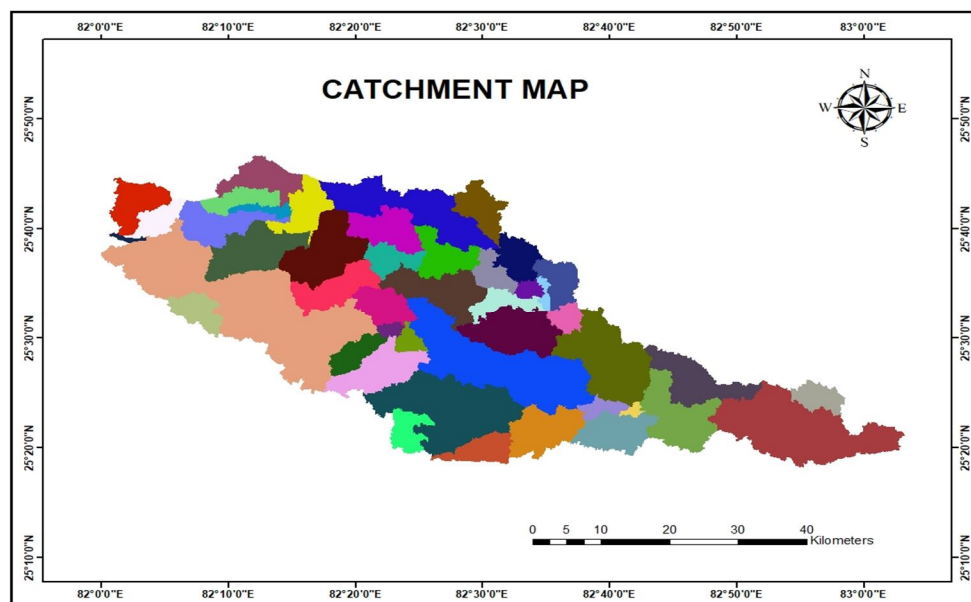 82°0'0"E 82°10'0"E 82°20'0"E 82°30'0"E 82°40'0"E 82°50'0"E 83°0'0"E
CATCHMENT MAP
N
W E
S
25°50'0"N 25°50'0"N
25°40'0"N 25°40'0"N
25°30'0"N 25°30'0"N
25°20'0"N 25°20'0"N
0 5 10 20 30 40
Kilometers
25°10'0"N 25°10'0"N
82°0'0"E 82°10'0"E 82°20'0"E 82°30'0"E 82°40'0"E 82°50'0"E 83°0'0"E